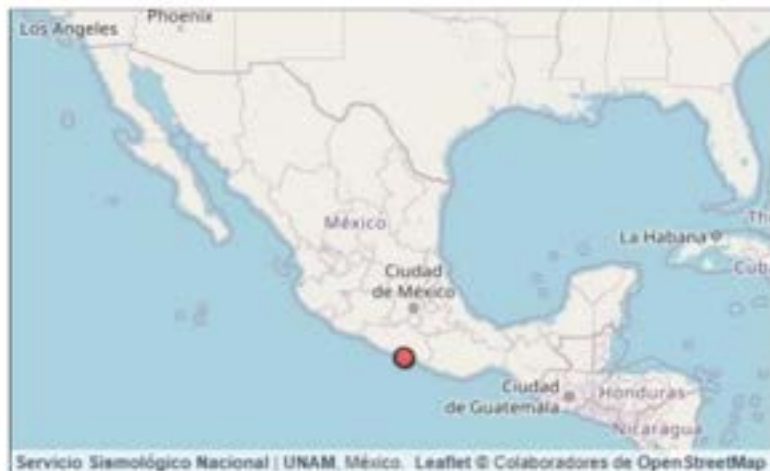 Phoenix
Los Angeles
México
La Habana
Cuba
Ciudad
de México
Ciudad
de Guatemala
Honduras
Nicaragua
Servicio Sismológico Nacional | UNAM, México. Leaflet © Colaboradores de OpenStreetMap